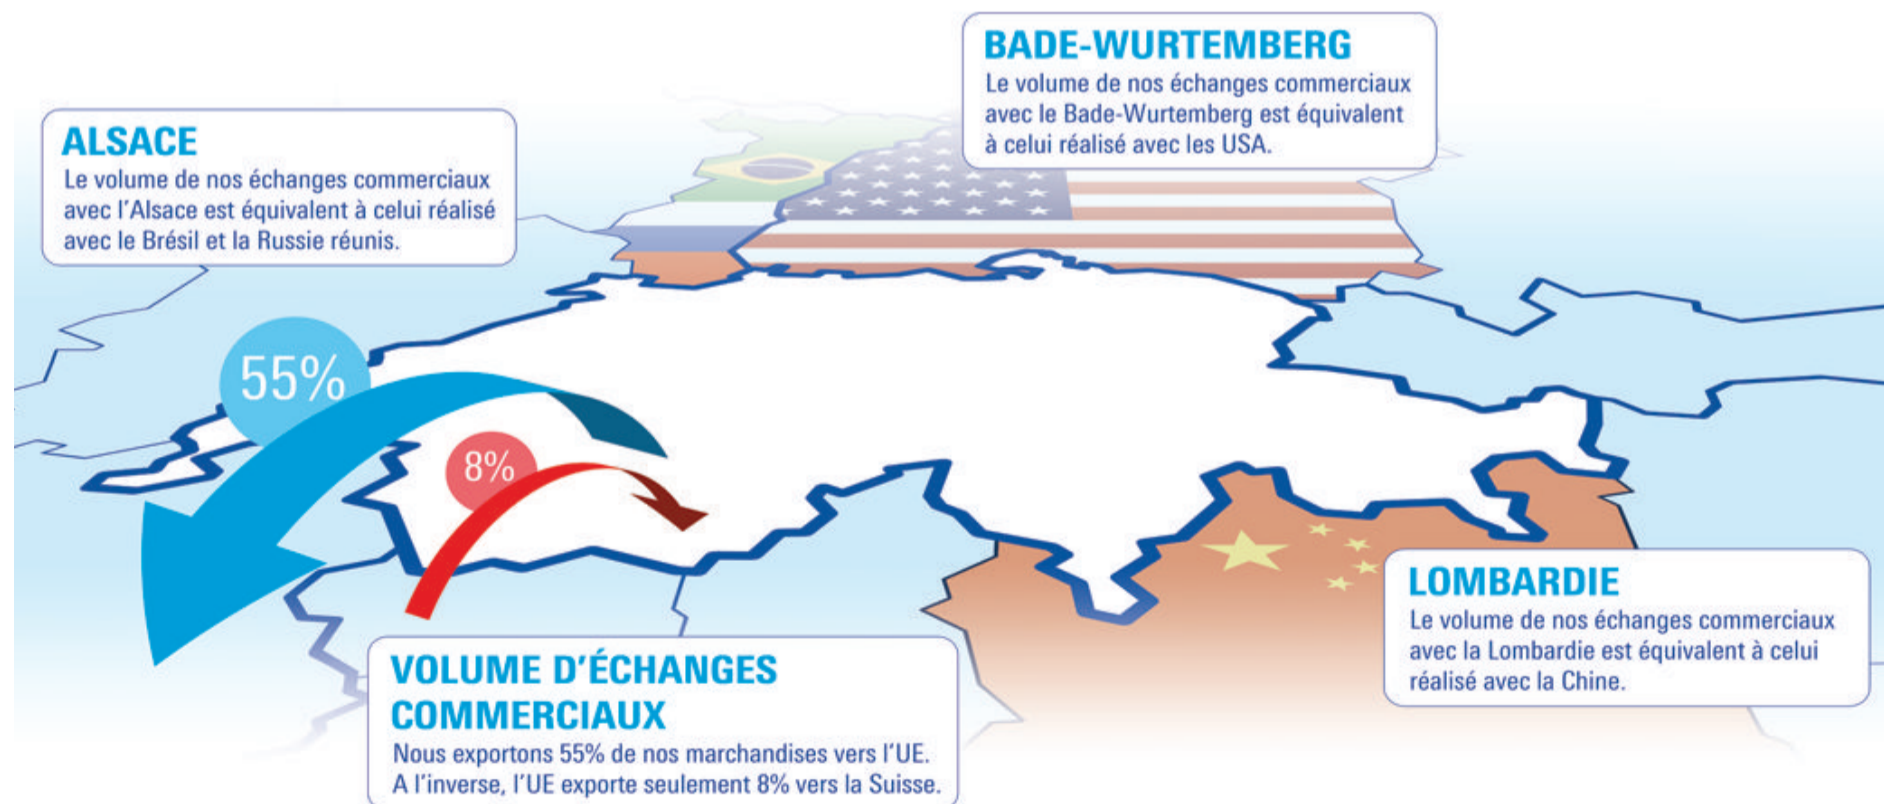 BADE-WURTEMBERG
Le volume de nos échanges commerciaux
avec le Bade-Wurtemberg est équivalent
à celui réalisé avec les USA.
ALSACE
Le volume de nos échanges commerciaux
avec l'Alsace est équivalent à celui réalisé
avec le Brésil et la Russie réunis.
55%
8%
LOMBARDIE
Le volume de nos échanges commerciaux
avec la Lombardie est équivalent à celui
réalisé avec la Chine.
VOLUME D'ÉCHANGES
COMMERCIAUX
Nous exportons 55% de nos marchandises vers l'UE.
A l'inverse, l'UE exporte seulement 8% vers la Suisse.